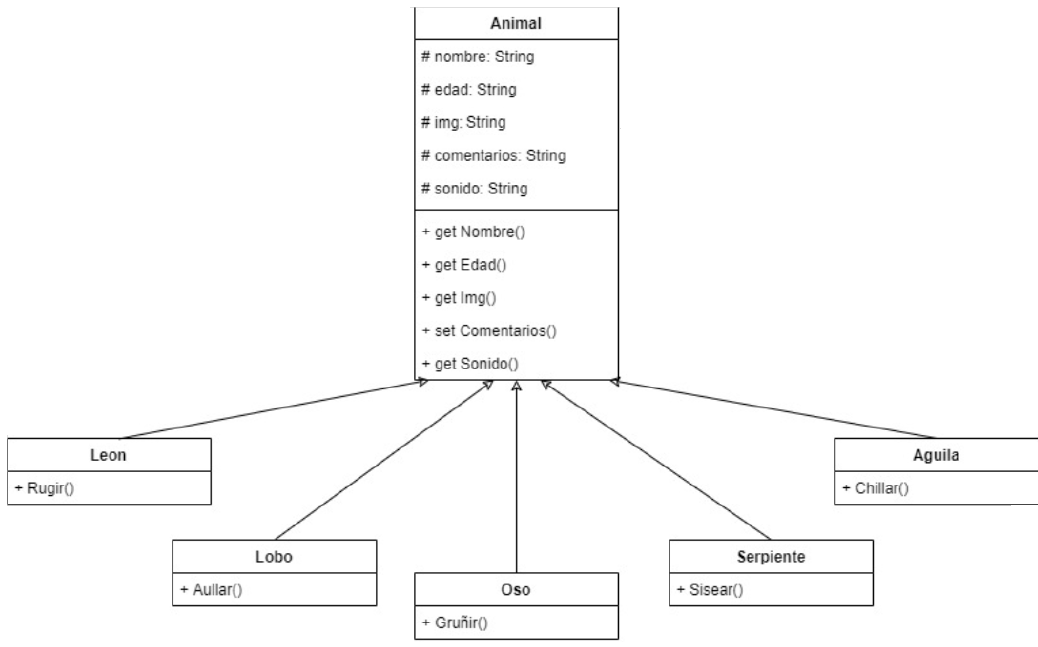 Animal
# nombre: String
# edad: String
# img: String
# comentarios: String
# sonido: String
+ get Nombre()
+ get Edad()
+ get Img()
+ set Comentarios()
+ get Sonido()
Leon
+ Rugir()
Aguila
+ Chillar()
Lobo
+ Aullar()
Oso
+ Gruñir()
Serpiente
+ Sisear()